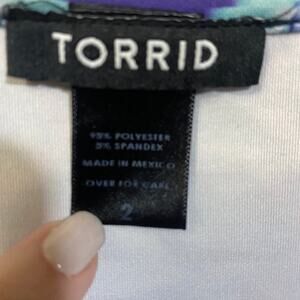 TORRID
95% POLYESTER
5% SPANDEX
MADE IN MEXICO
OVER FOR CARE
2